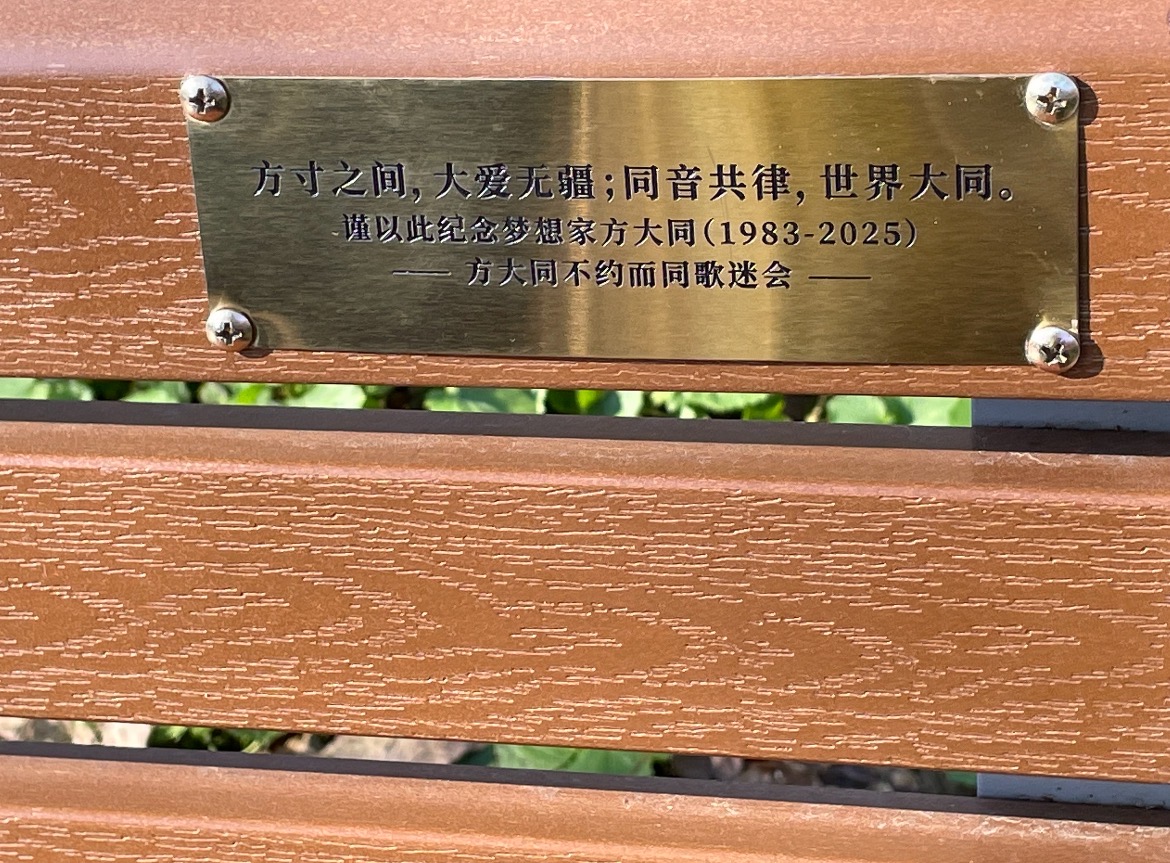 方寸之间, 大爱无疆；同音共律, 世界大同。
谨以此纪念梦想家方大同(1983-2025)
—— 方大同不约而同歌迷会 ——